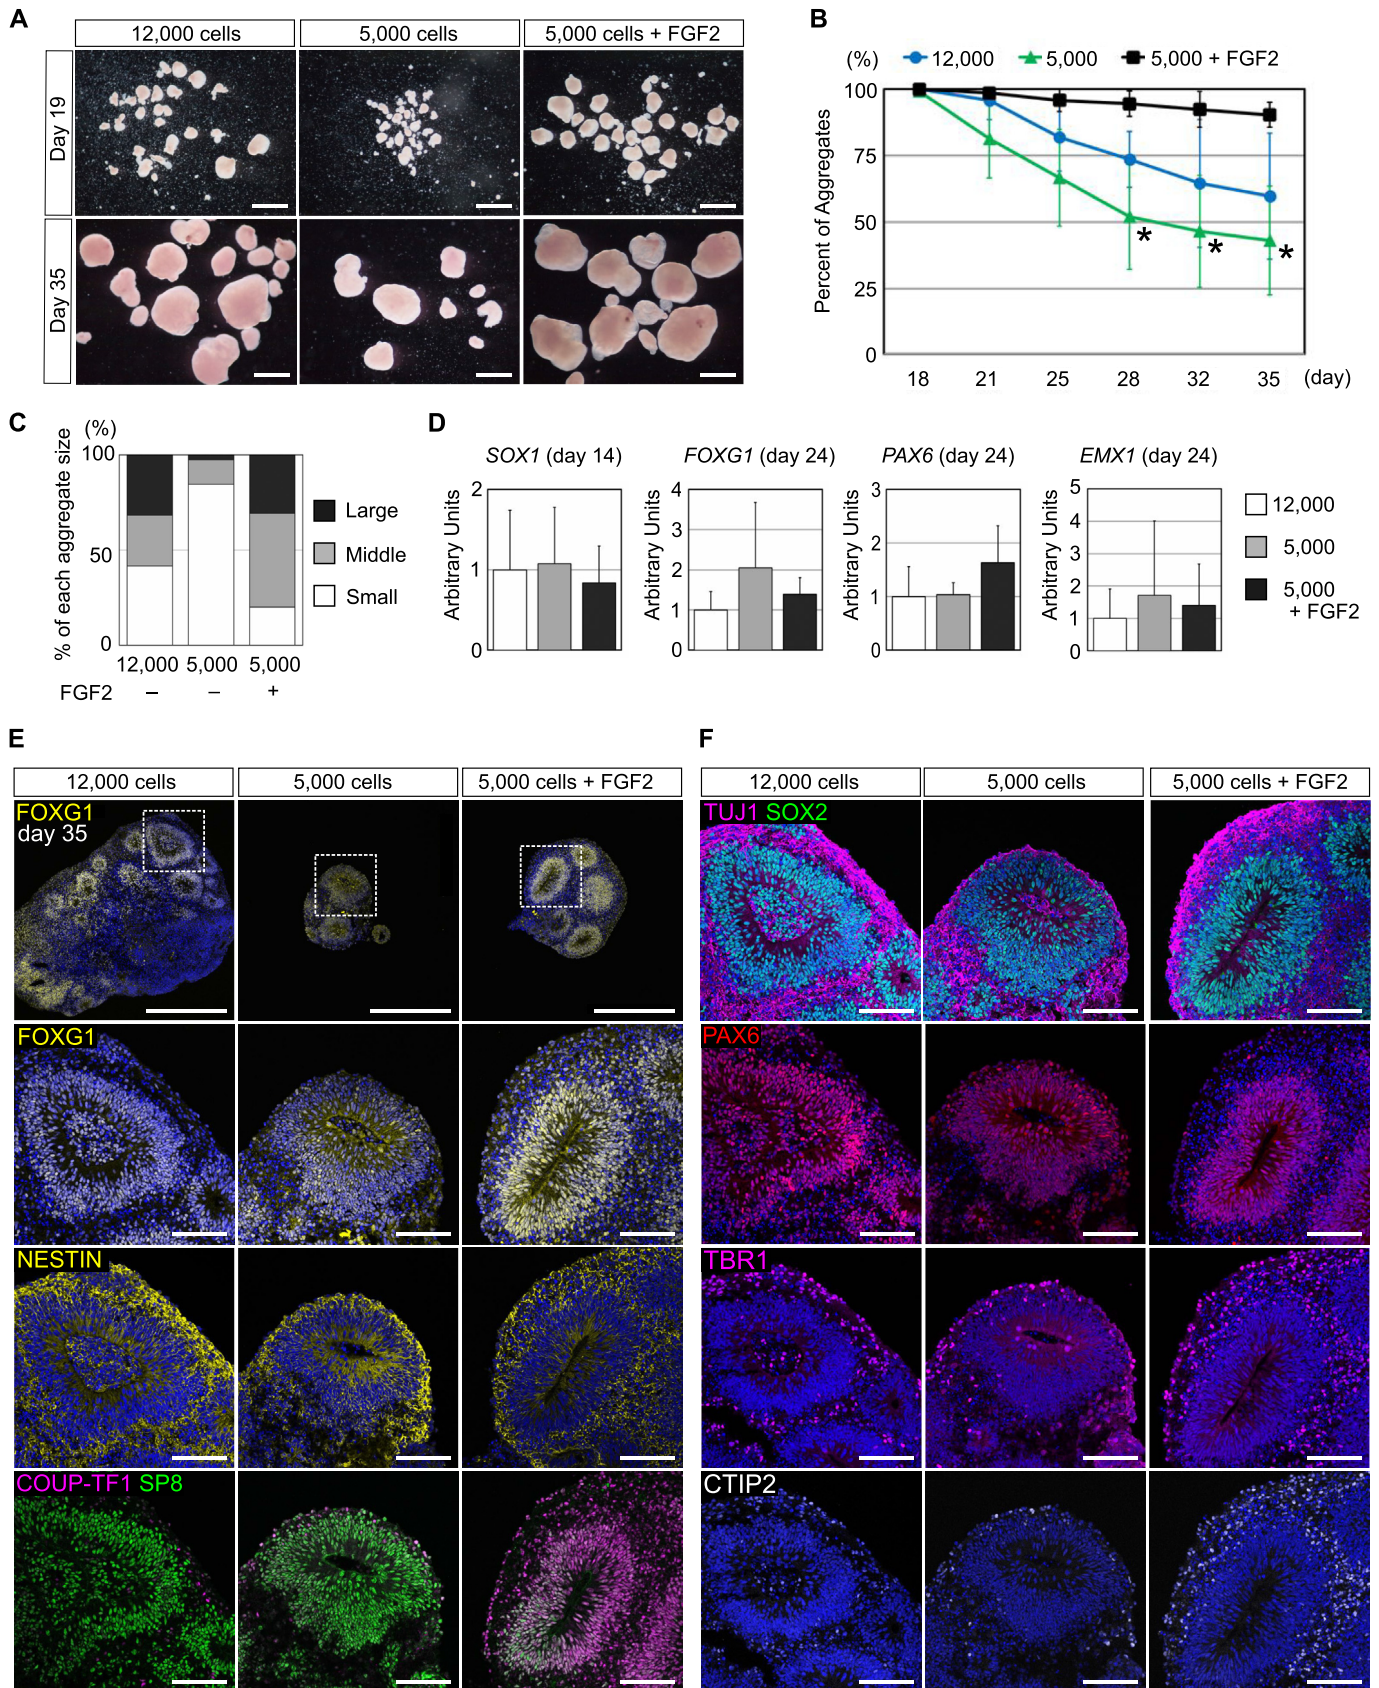 A
12,000 cells
5,000 cells
5,000 cells + FGF2
Day 19
Day 35
B
(%)
12,000
5,000
5,000 + FGF2
Percent of Aggregates
100
75
50
25
0
*
*
*
18
21
25
28
32
35
(day)
C
(%)
% of each aggregate size
100
50
0
Large
Middle
Small
12,000
5,000
5,000
FGF2
–
–
+
D
SOX1 (day 14)
Arbitrary Units
2
1
0
FOXG1 (day 24)
Arbitrary Units
4
3
2
1
0
PAX6 (day 24)
Arbitrary Units
3
2
1
0
EMX1 (day 24)
Arbitrary Units
5
4
3
2
1
0
12,000
5,000
5,000
+ FGF2
E
12,000 cells
5,000 cells
5,000 cells + FGF2
FOXG1
day 35
FOXG1
NESTIN
COUP-TF1 SP8
F
12,000 cells
5,000 cells
5,000 cells + FGF2
TUJ1 SOX2
PAX6
TBR1
CTIP2